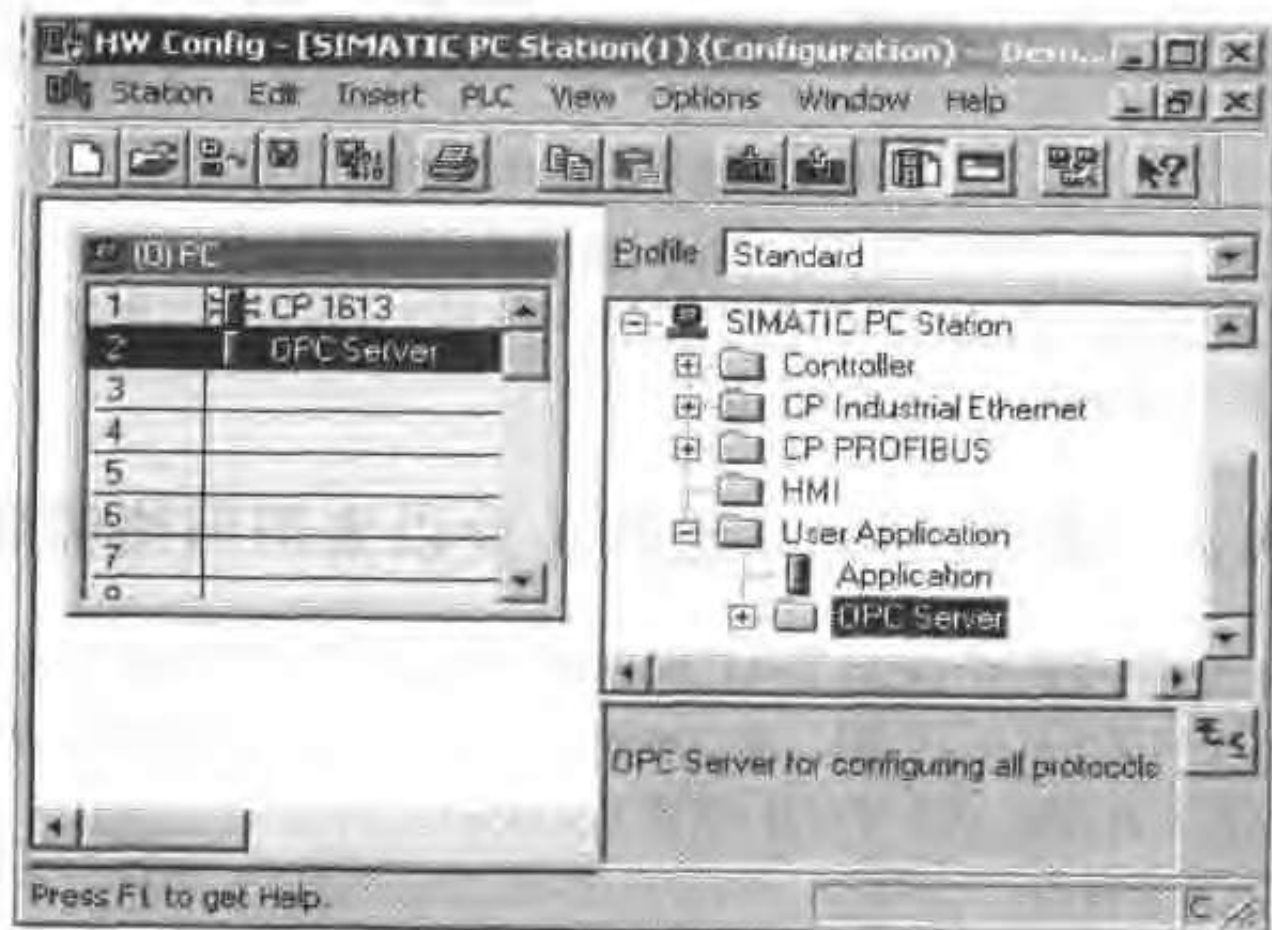 HW Config - [SIMATIC PC Station(1) (Configuration) --
Station Edit Insert PLC View Options Window Help
(0) PC
1 CP 1613
2 OPC Server
3
4
5
6
7
Profile Standard
SIMATIC PC Station
Controller
CP Industrial Ethernet
CP PROFIBUS
HMI
User Application
Application
OPC Server
OPC Server for configuring all protocols
Press F1 to get Help.
C